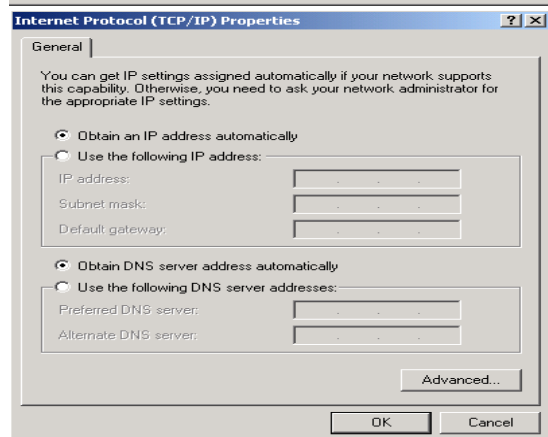 Internet Protocol (TCP/IP) Properties
General
You can get IP settings assigned automatically if your network supports
this capability. Otherwise, you need to ask your network administrator for
the appropriate IP settings.
Obtain an IP address automatically
Use the following IP address:
IP address:
Subnet mask:
Default gateway:
Obtain DNS server address automatically
Use the following DNS server addresses:
Preferred DNS server:
Alternate DNS server:
Advanced...
OK Cancel